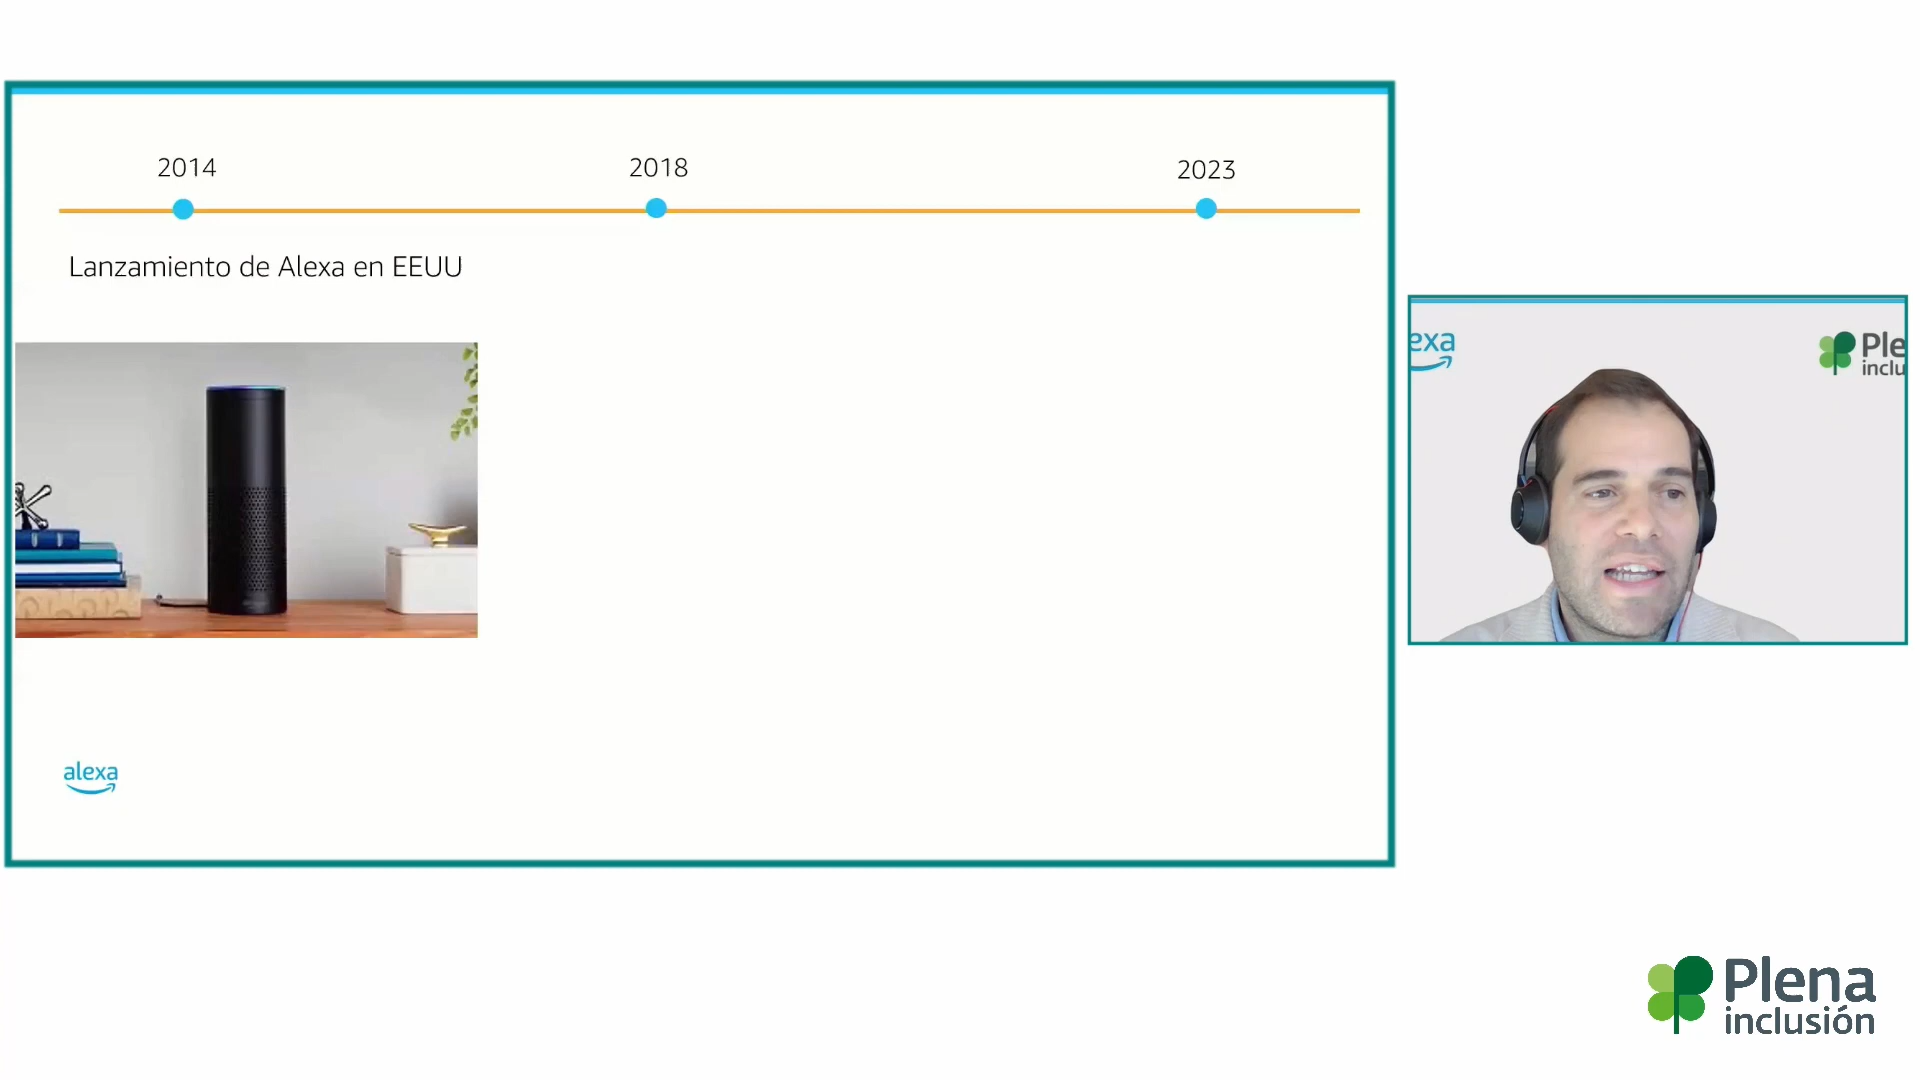 2014
2018
2023
Lanzamiento de Alexa en EEUU
alexa
exa
Ple
inclu
Plena
inclusión